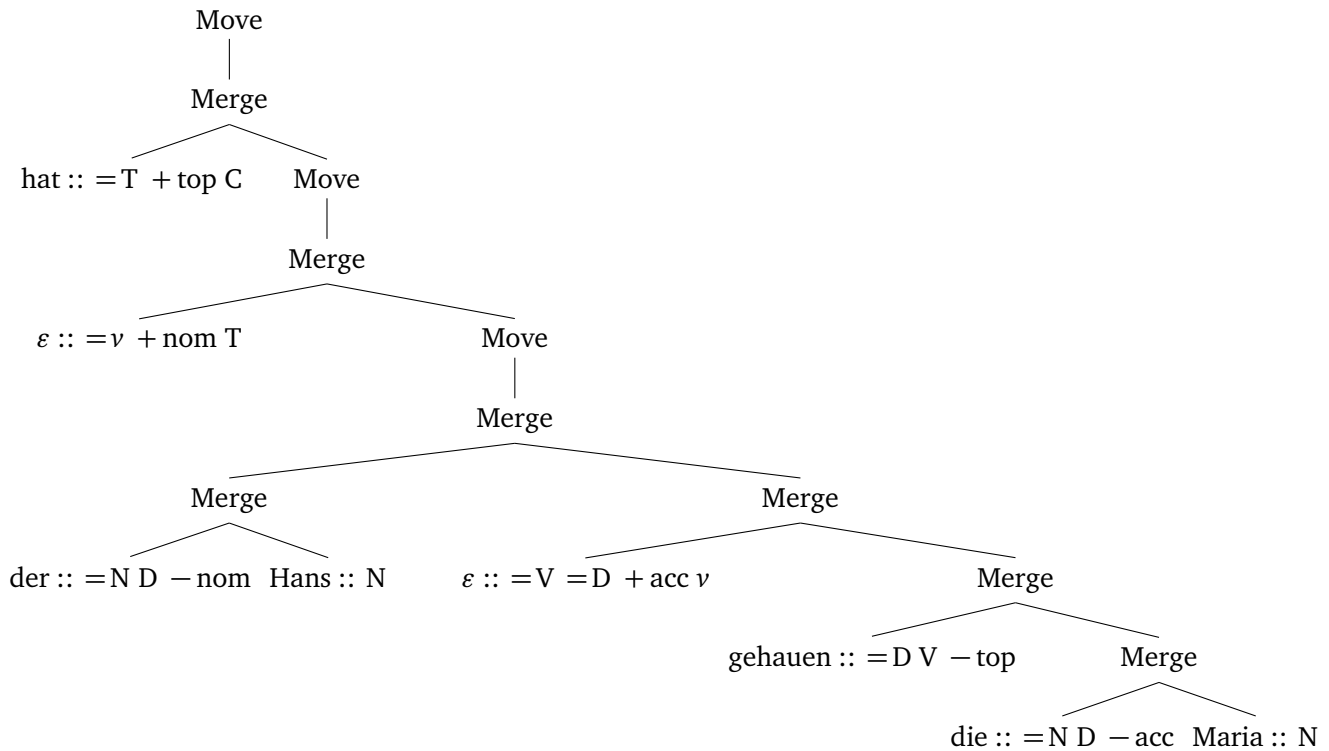 Move
Merge
hat :: =T +top C Move
Merge
ε :: =v +nom T Move
Merge
Merge Merge
der :: =N D −nom Hans :: N ε :: =V =D +acc v Merge
gehauen :: =D V −top Merge
die :: =N D −acc Maria :: N